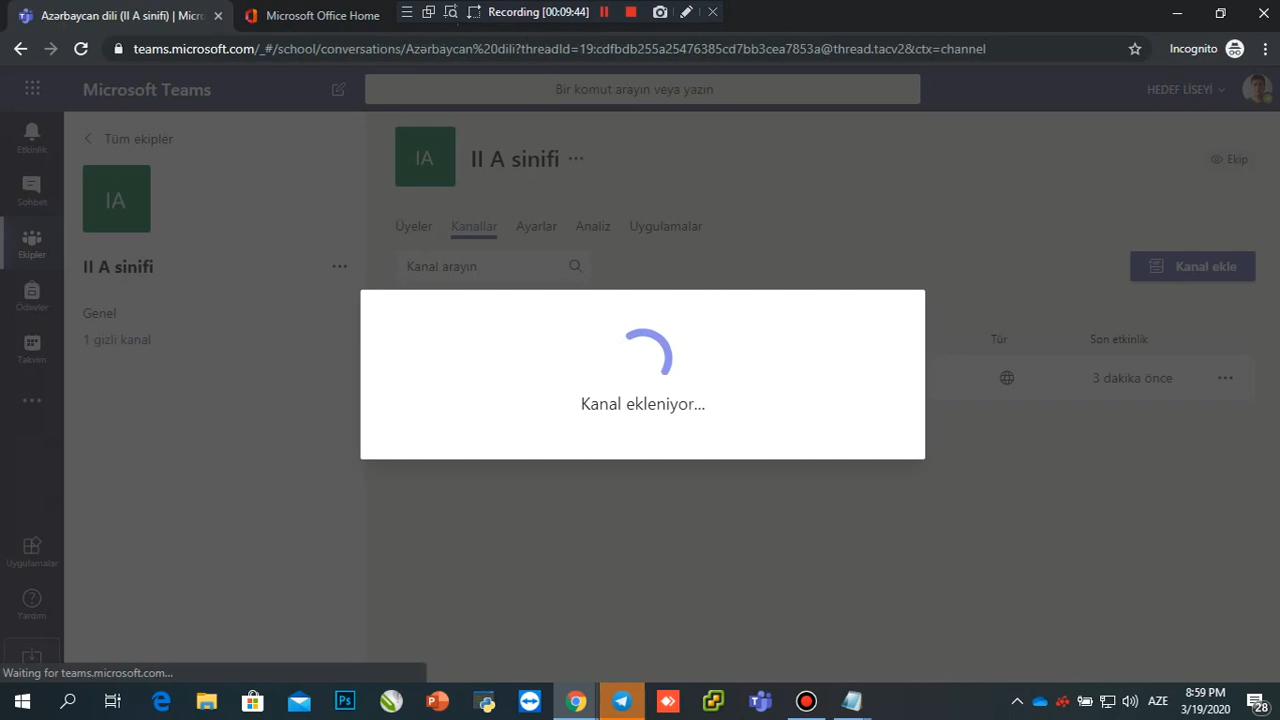 Azərbaycan dili (II A sinifi) | Micro
Microsoft Office Home
Recording [00:09:44]
teams.microsoft.com/_#/school/conversations/Azərbaycan%20dili?threadId=19:cdfbdb255a25476385cd7bb3cea7853a@thread.tacv2&ctx=channel
Incognito
Microsoft Teams
Bir komut arayın veya yazın
HEDEF LİSEYİ
Etkinlik
Sohbet
Ekipler
Ödevler
Takvim
Uygulamalar
Yardım
Tüm ekipler
IA
II A sinifi
Genel
1 gizli kanal
IA
II A sinifi
Ekip
Üyeler
Kanallar
Ayarlar
Analiz
Uygulamalar
Kanal arayın
Kanal ekle
Tür
Son etkinlik
3 dakika önce
Kanal ekleniyor...
Waiting for teams.microsoft.com...
Ps
AZE
8:59 PM
3/19/2020
28